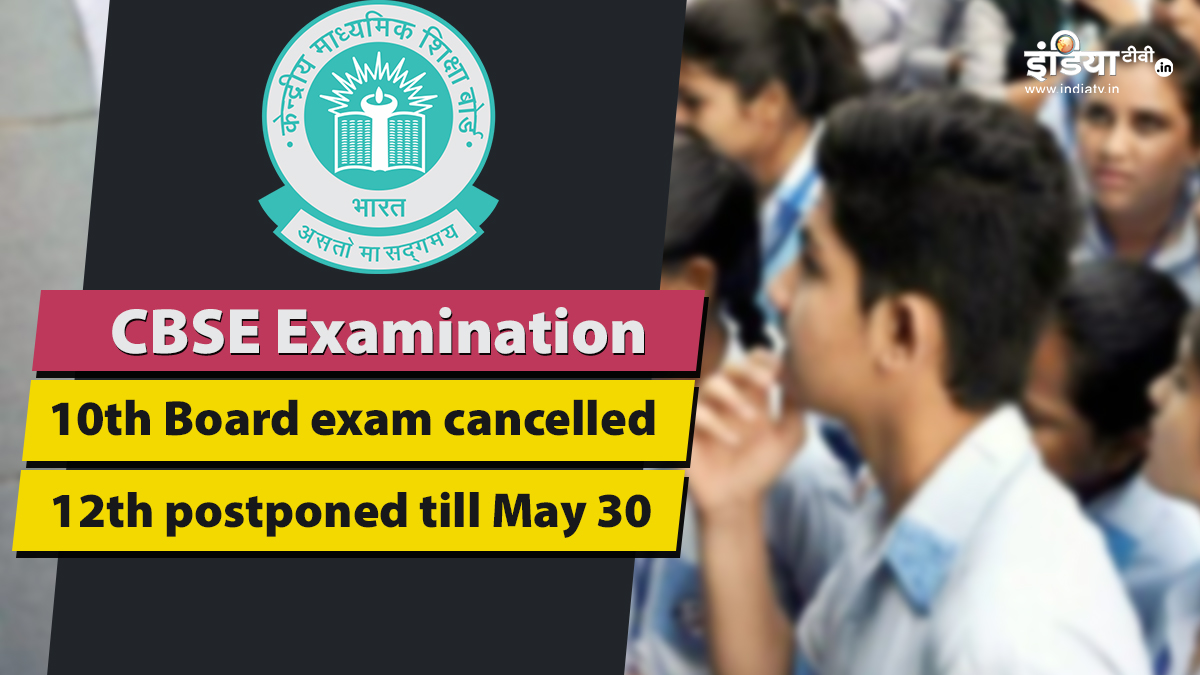 केन्द्रीय माध्यमिक शिक्षा बोर्ड
भारत
असतो मा सद्गमय
इंडिया टीवी .in
www.indiatv.in
CBSE Examination
10th Board exam cancelled
12th postponed till May 30